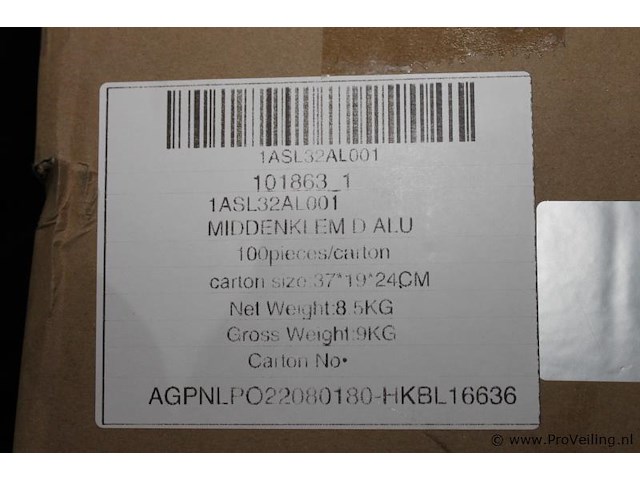 1ASL32AL001
101863_1
1ASL32AL001
MIDDENKLEM D ALU
100pieces/carton
carton size:37*19*24CM
Net Weight:8.5KG
Gross Weight:9KG
Carton No•
AGPNLPO22080180-HKBL16636
© www.ProVeiling.nl